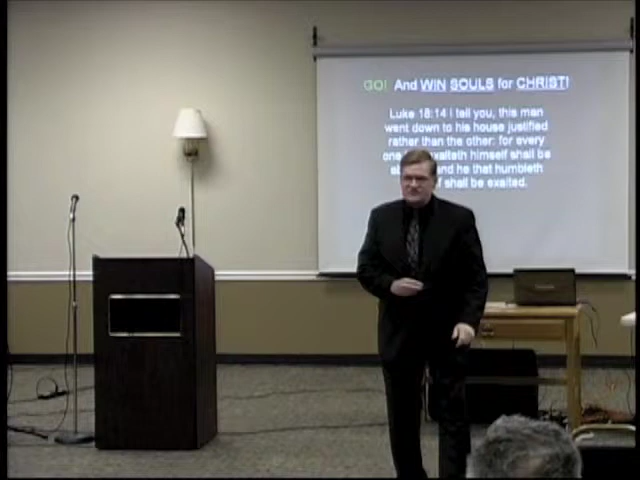 GO! And WIN SOULS for CHRIST!
Luke 18:14 I tell you, this man
went down to his house justified
rather than the other: for every
one exalteth himself shall be
and he that humbleth
shall be exalted.